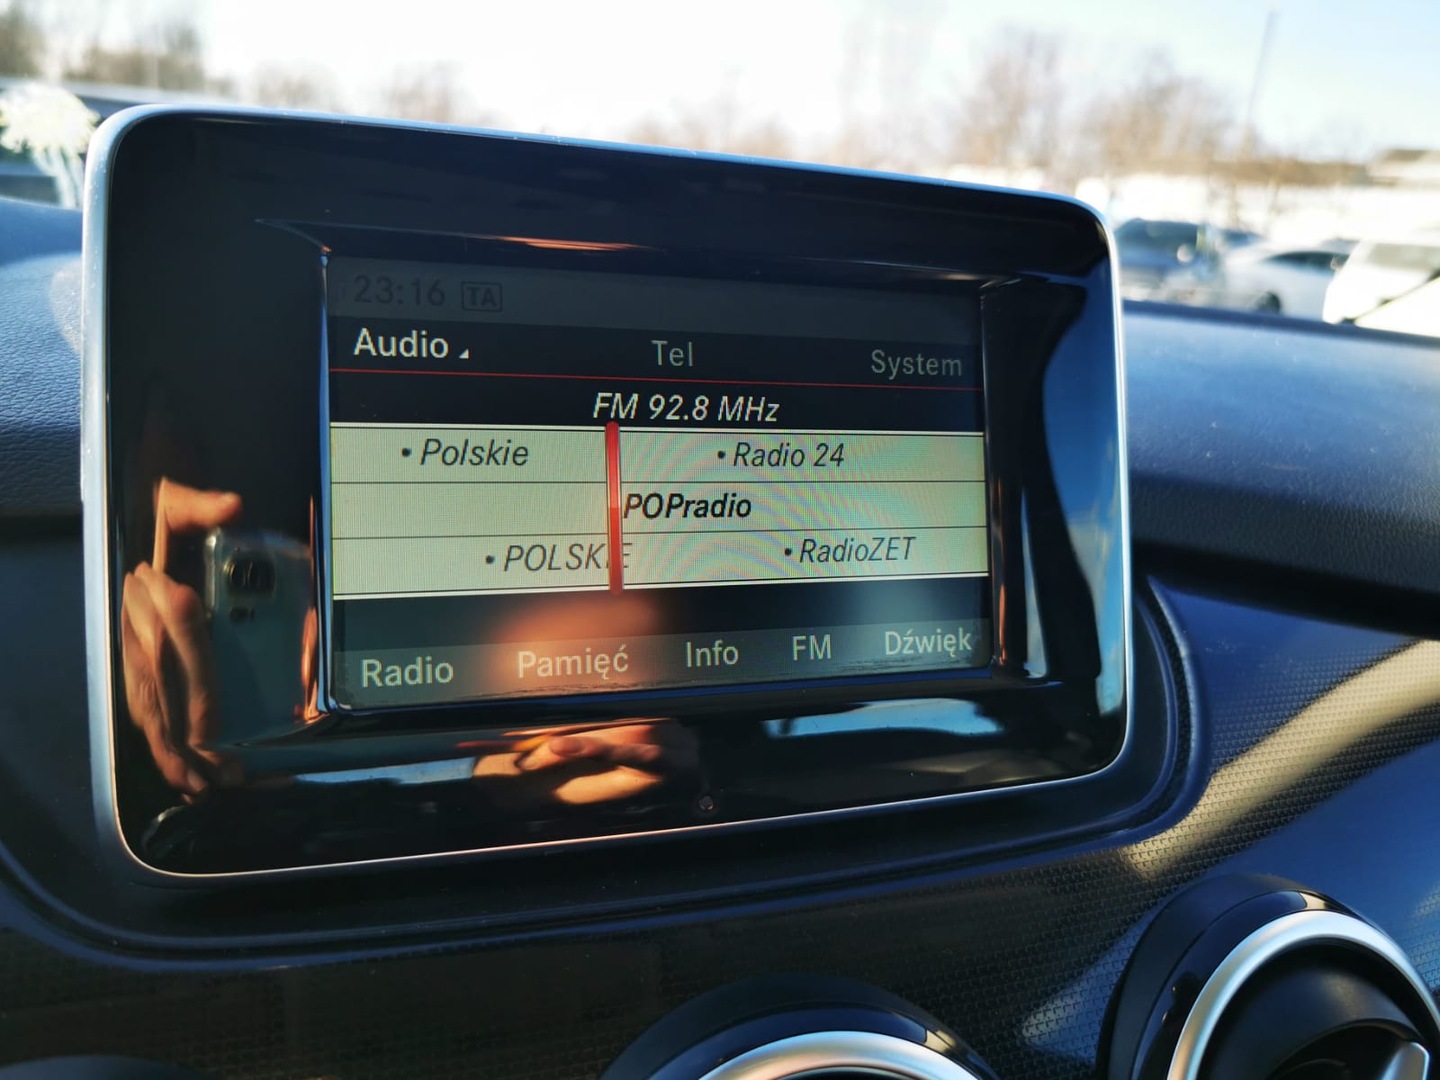 23:16 TA
Audio Tel System
FM 92.8 MHz
• Polskie • Radio 24
POPradio
• POLSKIE • RadioZET
Radio Pamięć Info FM Dźwięk